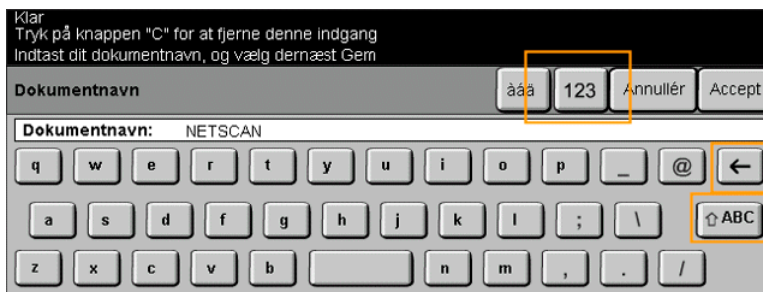 Klar
Tryk på knappen "C" for at fjerne denne indgang
Indtast dit dokumentnavn, og vælg dernæst Gem
Dokumentnavn àáä 123 Annullér Accept
Dokumentnavn: NETSCAN
q w e r t y u i o p _ @ ←
a s d f g h j k l ; \ ⇧ABC
z x c v b n m , . /